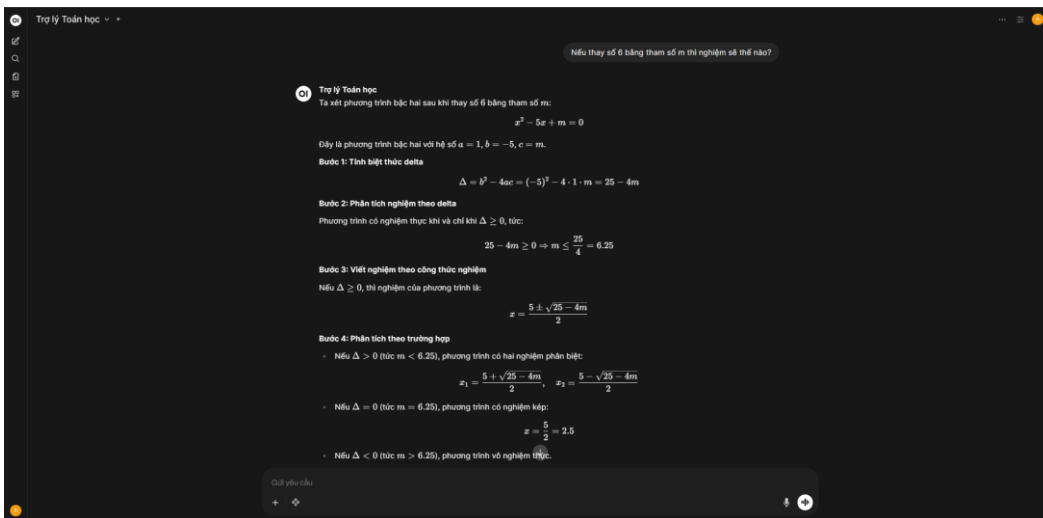 OI Trợ lý Toán học
Nếu thay số 6 bằng tham số m thì nghiệm sẽ thế nào?
OI Trợ lý Toán học
Ta xét phương trình bậc hai sau khi thay số 6 bằng tham số m:
x² − 5x + m = 0
Đây là phương trình bậc hai với hệ số a = 1, b = −5, c = m.
Bước 1: Tính biệt thức delta
Δ = b² − 4ac = (−5)² − 4 · 1 · m = 25 − 4m
Bước 2: Phân tích nghiệm theo delta
Phương trình có nghiệm thực khi và chỉ khi Δ ≥ 0, tức:
25 − 4m ≥ 0 ⇒ m ≤ 25/4 = 6.25
Bước 3: Viết nghiệm theo công thức nghiệm
Nếu Δ ≥ 0, thì nghiệm của phương trình là:
x = (5 ± √(25 − 4m))/2
Bước 4: Phân tích theo trường hợp
◦ Nếu Δ > 0 (tức m < 6.25), phương trình có hai nghiệm phân biệt:
x₁ = (5 + √(25 − 4m))/2, x₂ = (5 − √(25 − 4m))/2
◦ Nếu Δ = 0 (tức m = 6.25), phương trình có nghiệm kép:
x = 5/2 = 2.5
◦ Nếu Δ < 0 (tức m > 6.25), phương trình vô nghiệm thực.
Gửi yêu cầu